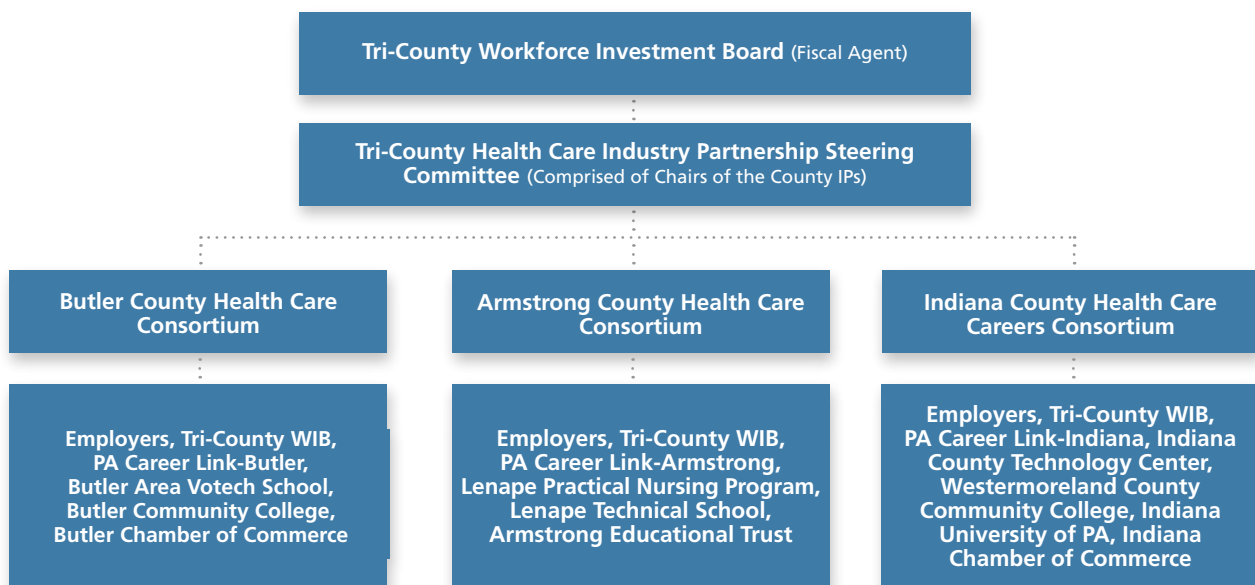 Tri-County Workforce Investment Board (Fiscal Agent)
Tri-County Health Care Industry Partnership Steering
Committee (Comprised of Chairs of the County IPs)
Butler County Health Care
Consortium
Armstrong County Health Care
Consortium
Indiana County Health Care
Careers Consortium
Employers, Tri-County WIB,
PA Career Link-Butler,
Butler Area Votech School,
Butler Community College,
Butler Chamber of Commerce
Employers, Tri-County WIB,
PA Career Link-Armstrong,
Lenape Practical Nursing Program,
Lenape Technical School,
Armstrong Educational Trust
Employers, Tri-County WIB,
PA Career Link-Indiana, Indiana
County Technology Center,
Westermoreland County
Community College, Indiana
University of PA, Indiana
Chamber of Commerce